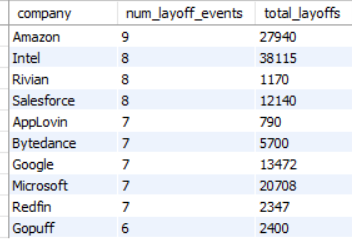 company num_layoff_events total_layoffs
Amazon 9 27940
Intel 8 38115
Rivian 8 1170
Salesforce 8 12140
AppLovin 7 790
Bytedance 7 5700
Google 7 13472
Microsoft 7 20708
Redfin 7 2347
Gopuff 6 2400